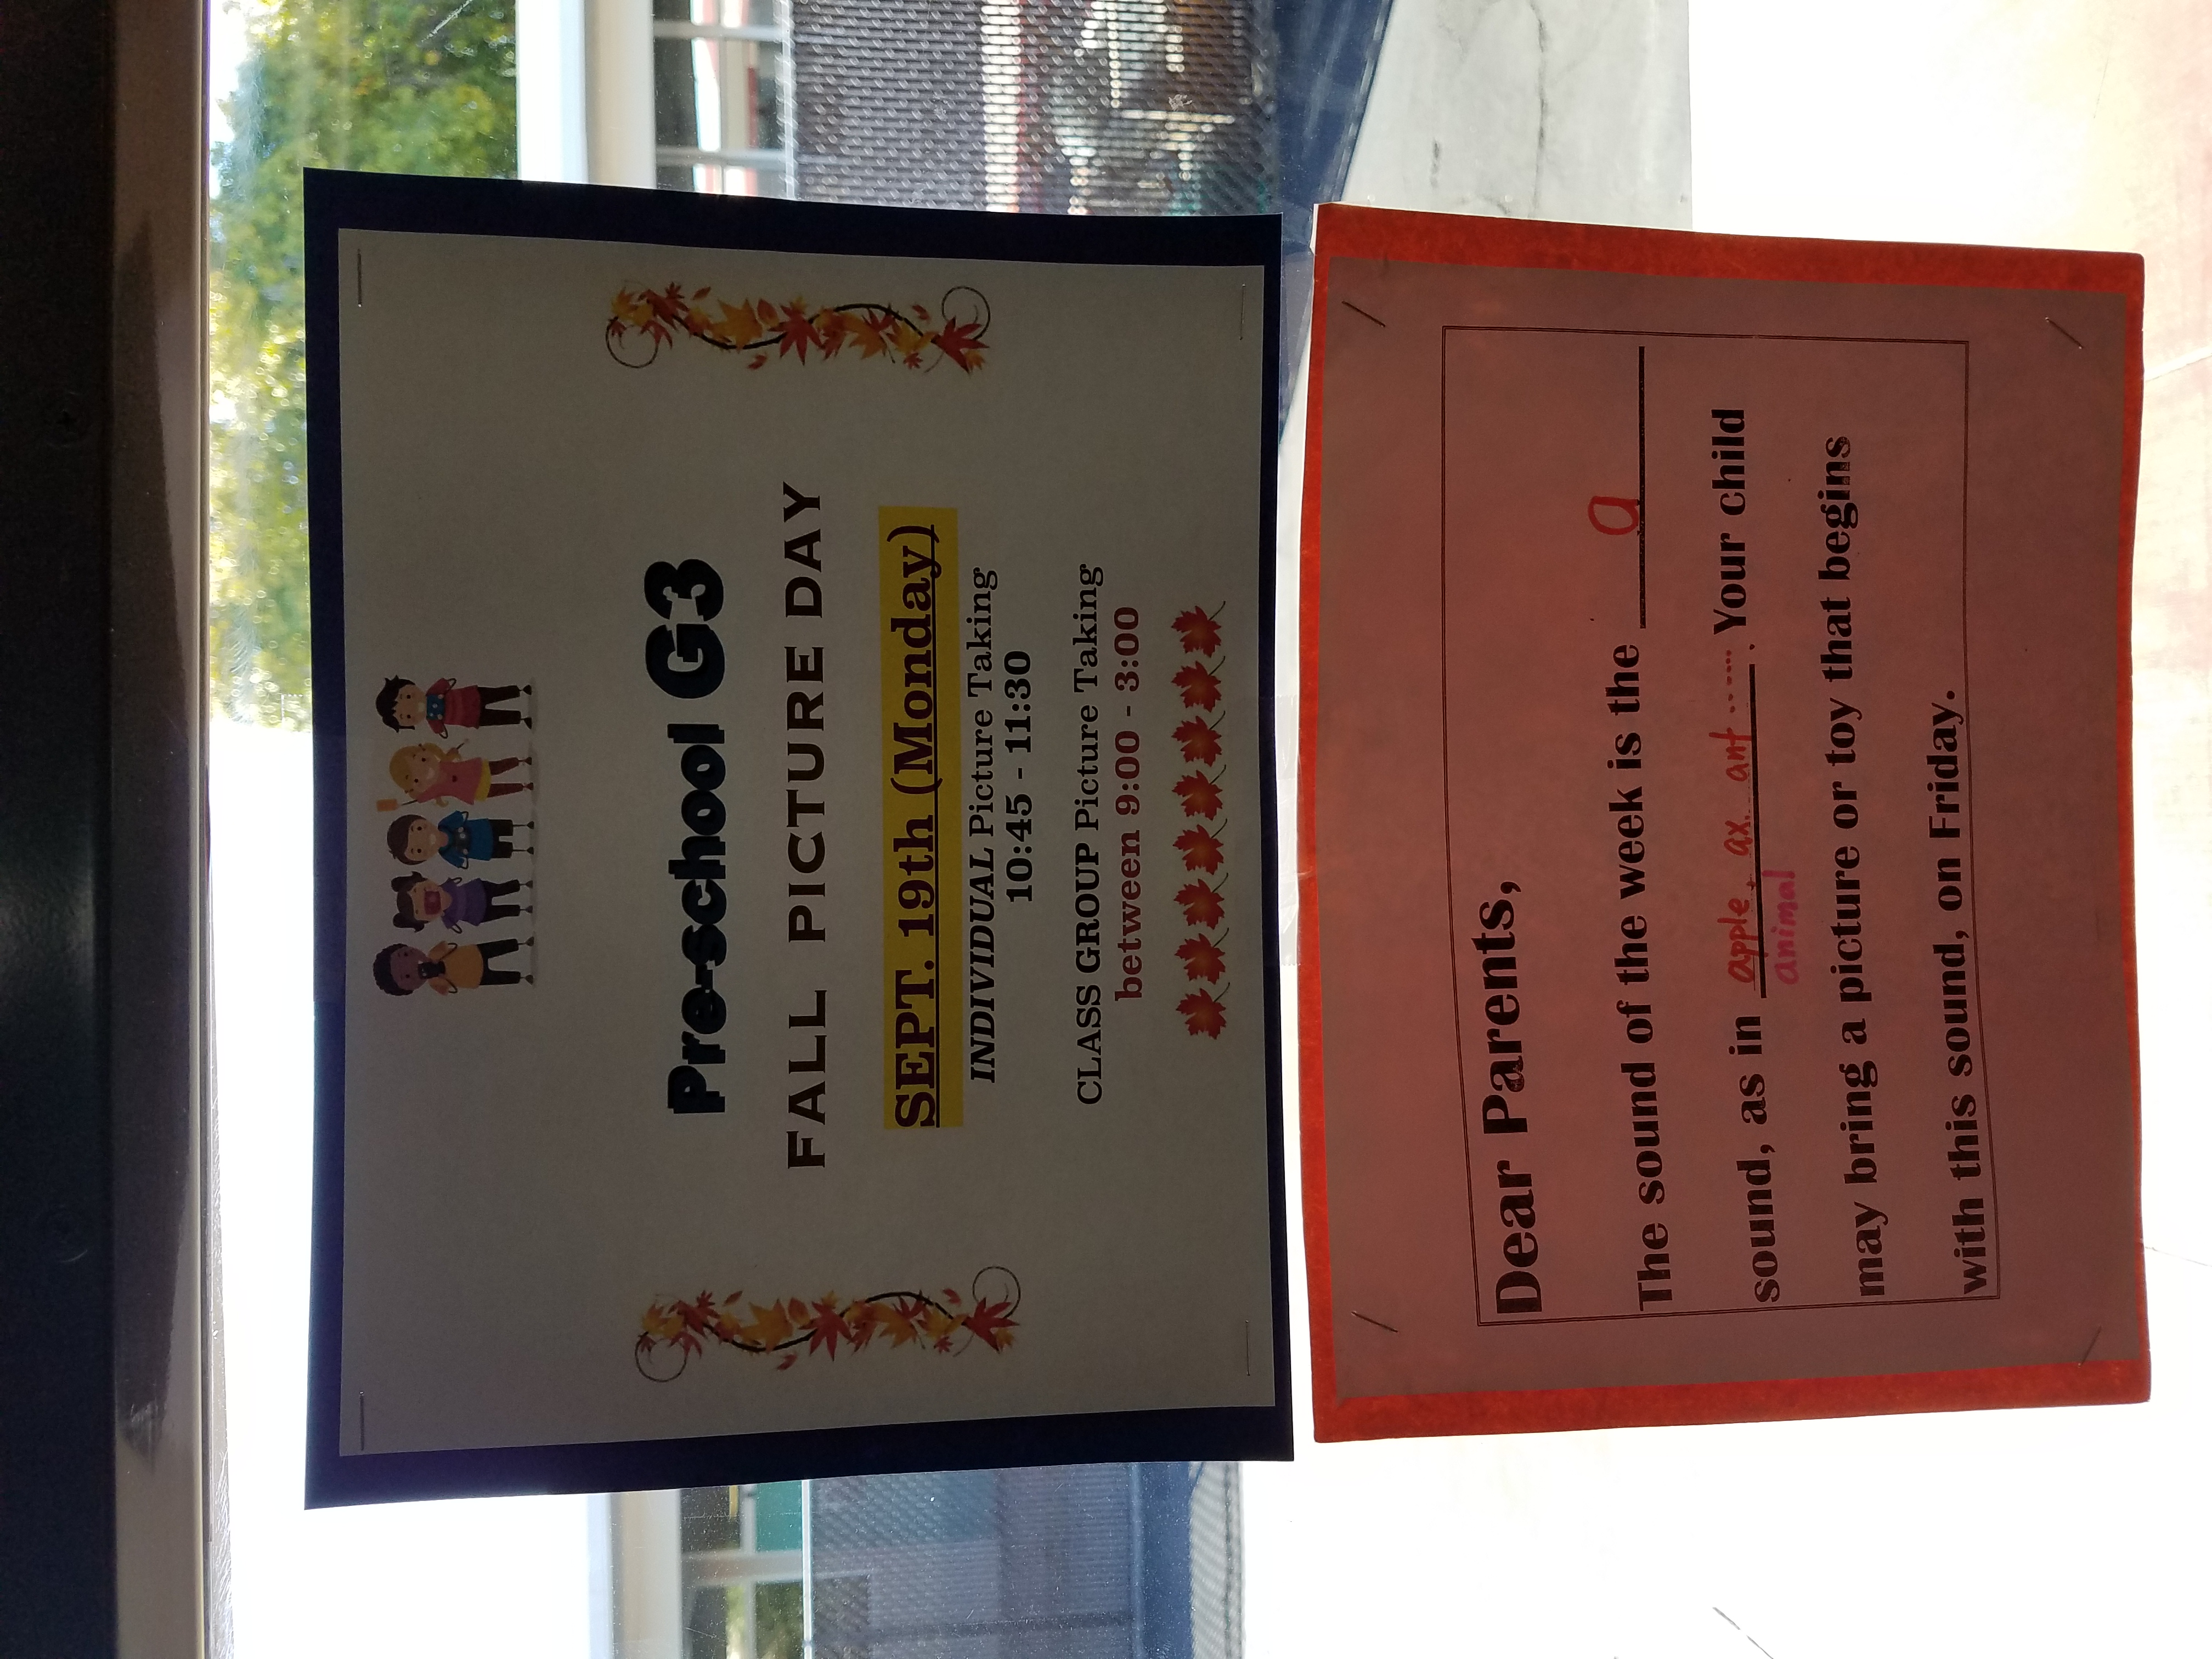 Pre-school G3
FALL PICTURE DAY
SEPT. 19th (Monday)
INDIVIDUAL Picture Taking
10:45 - 11:30
CLASS GROUP Picture Taking
between 9:00 - 3:00
Dear Parents,
The sound of the week is the a
sound, as in apple, ax. ant ....... . Your child
animal
may bring a picture or toy that begins
with this sound, on Friday.